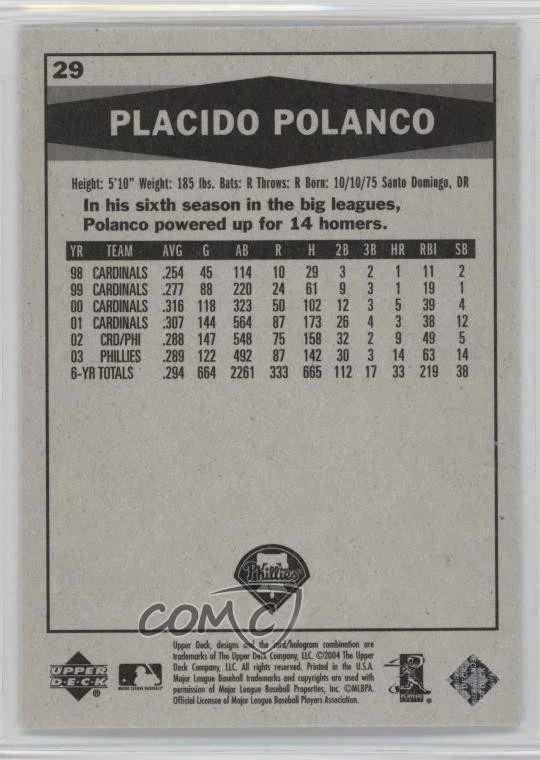 29
PLACIDO POLANCO
Height: 5'10" Weight: 185 lbs. Bats: R Throws: R Born: 10/10/75 Santo Domingo, DR
In his sixth season in the big leagues,
Polanco powered up for 14 homers.
YR TEAM AVG G AB R H 2B 3B HR RBI SB
98 CARDINALS .254 45 114 10 29 3 2 1 11 2
99 CARDINALS .277 88 220 24 61 9 3 1 19 1
00 CARDINALS .316 118 323 50 102 12 3 5 39 4
01 CARDINALS .307 144 564 87 173 26 4 3 38 12
02 CRD/PHI .288 147 548 75 158 32 2 9 49 5
03 PHILLIES .289 122 492 87 142 30 3 14 63 14
6-YR TOTALS .294 664 2261 333 665 112 17 33 219 38
Phillies
COMC
Upper Deck, designs and the card/hologram combination are
trademarks of The Upper Deck Company, LLC. ©2004 The Upper
Deck Company, LLC. All rights reserved. Printed in the U.S.A.
Major League Baseball trademarks and copyrights are used with
permission of Major League Baseball Properties, Inc. ©MLBPA.
Official Licensee of Major League Baseball Players Association.
UPPER DECK ®
MAJOR LEAGUE BASEBALL
PLAYERS